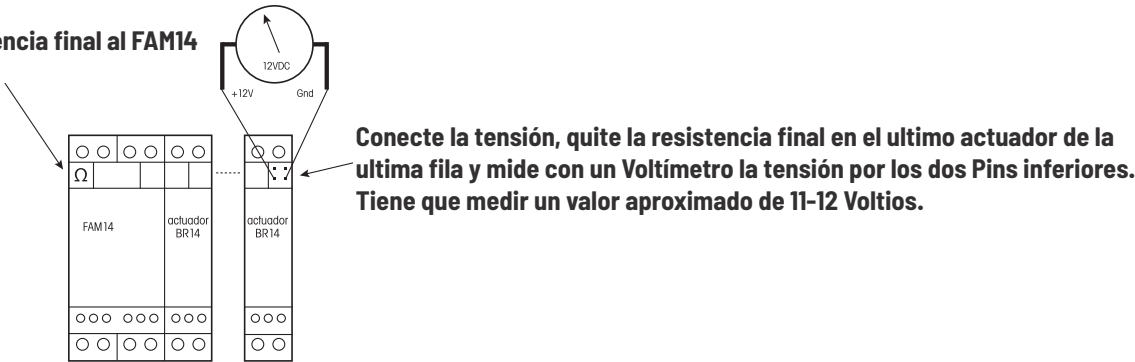 encia final al FAM14
12VDC
+12V Gnd
Conecte la tensión, quite la resistencia final en el ultimo actuador de la
ultima fila y mide con un Voltímetro la tensión por los dos Pins inferiores.
Tiene que medir un valor aproximado de 11-12 Voltios.
Ω
FAM14
actuador
BR14
actuador
BR14